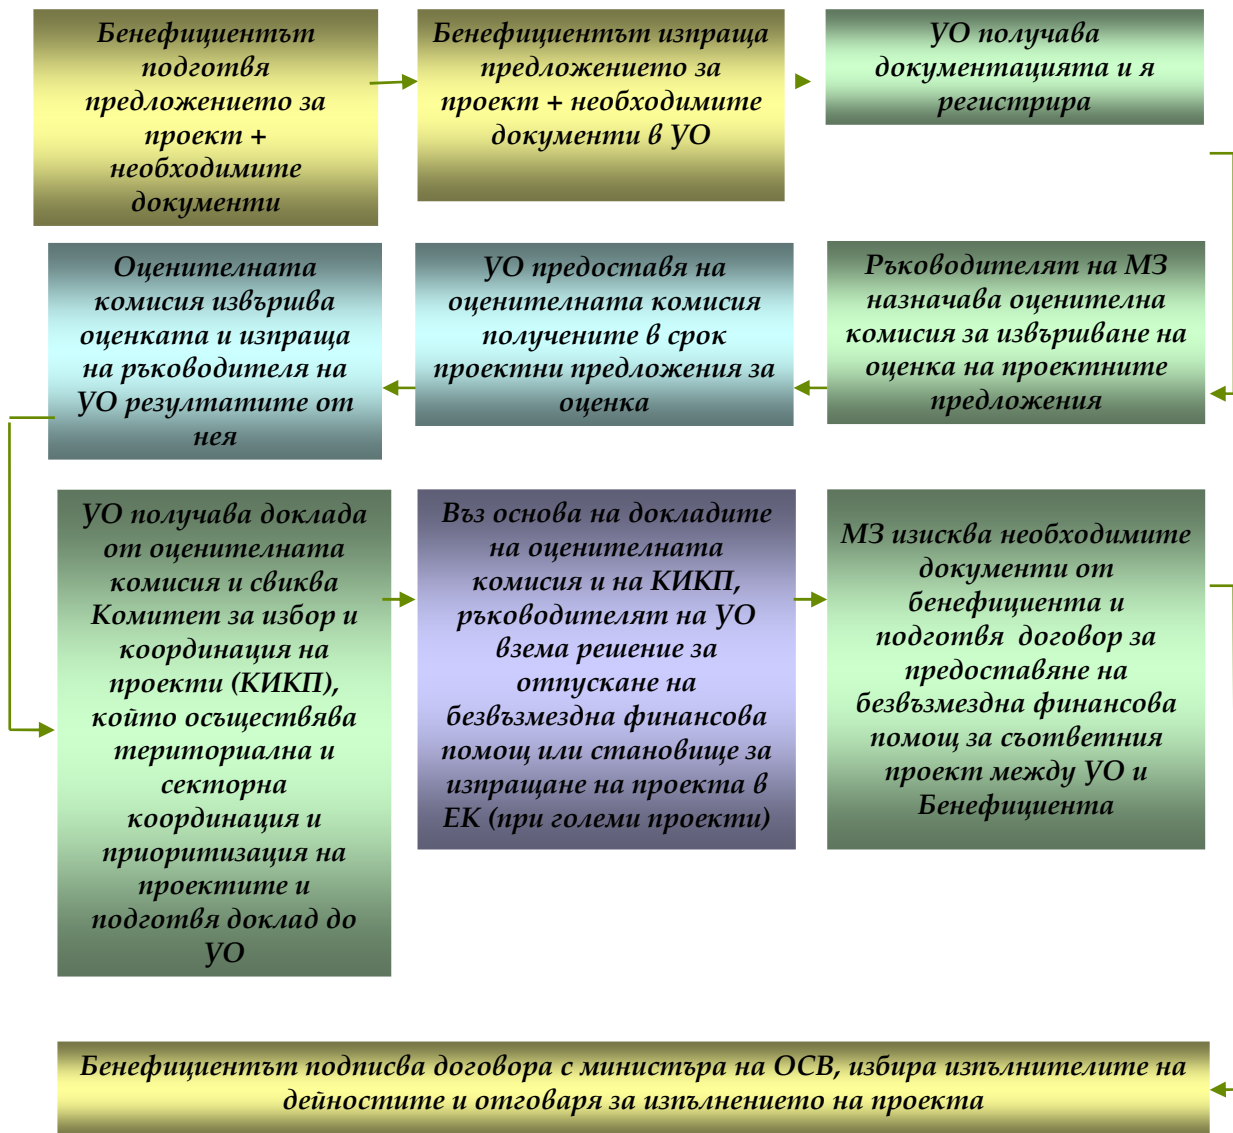 Бенефициентът
подготвя
предложението за
проект +
необходимите
документи
Бенефициентът изпраща
предложението за
проект + необходимите
документи в УО
УО получава
документацията и я
регистрира
Ръководителят на МЗ
назначава оценителна
комисия за извършване на
оценка на проектните
предложения
УО предоставя на
оценителната комисия
получените в срок
проектни предложения за
оценка
Оценителната
комисия извършва
оценката и изпраща
на ръководителя на
УО резултатите от
нея
УО получава доклада
от оценителната
комисия и свиква
Комитет за избор и
координация на
проекти (КИКП),
който осъществява
териториална и
секторна
координация и
приоритизация на
проектите и
подготвя доклад до
УО
Въз основа на докладите
на оценителната
комисия и на КИКП,
ръководителят на УО
взема решение за
отпускане на
безвъзмездна финансова
помощ или становище за
изпращане на проекта в
ЕК (при големи проекти)
МЗ изисква необходимите
документи от
бенефициента и
подготвя договор за
предоставяне на
безвъзмездна финансова
помощ за съответния
проект между УО и
Бенефициента
Бенефициентът подписва договора с министъра на ОСВ, избира изпълнителите на
дейностите и отговаря за изпълнението на проекта